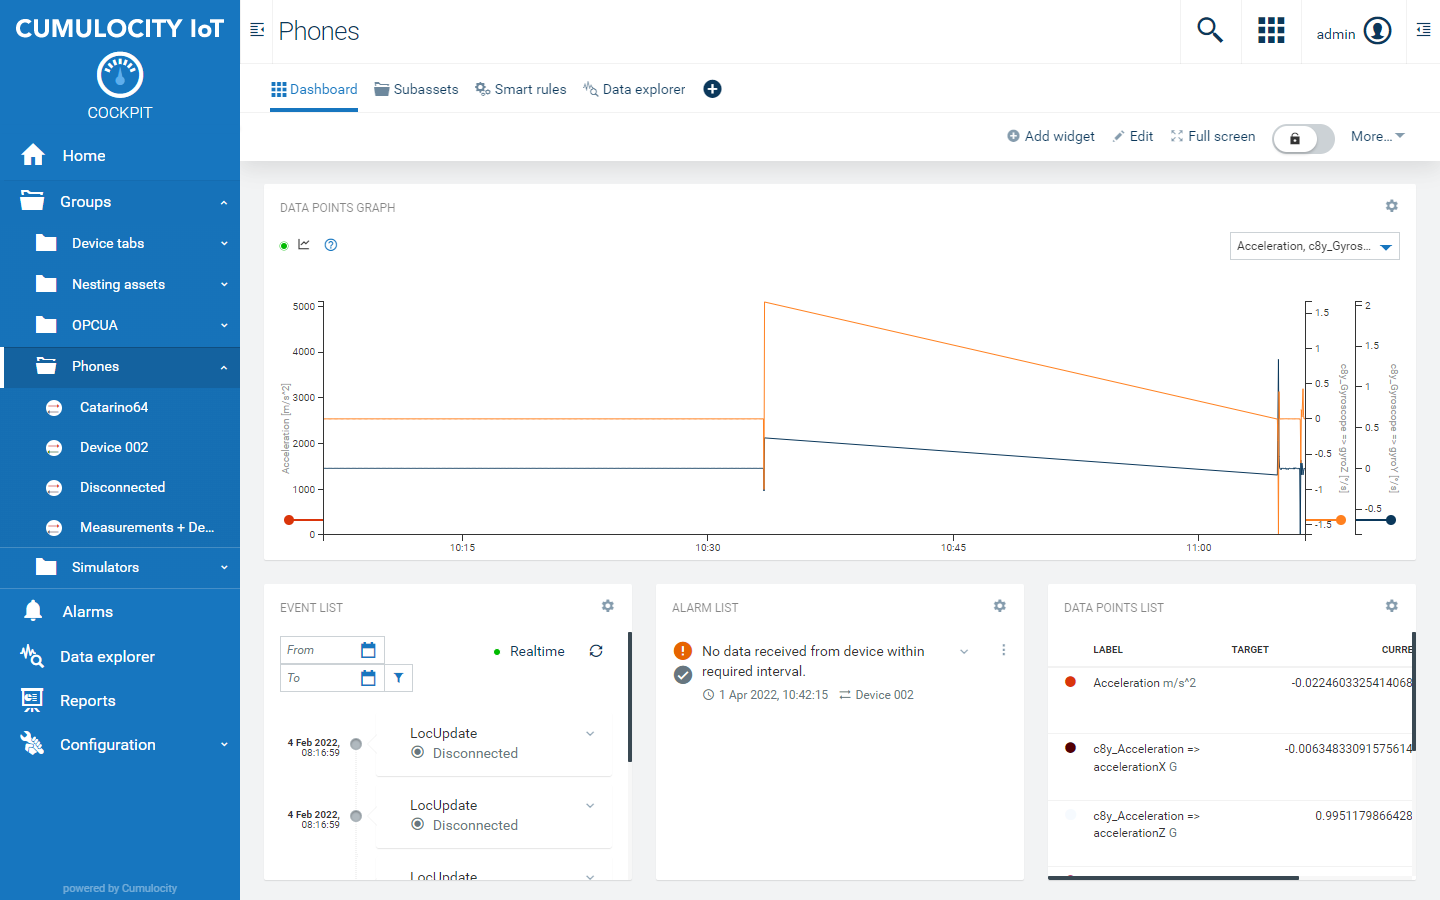 CUMULOCITY IoT
COCKPIT
Home
Groups
Device tabs
Nesting assets
OPCUA
Phones
Catarino64
Device 002
Disconnected
Measurements + De...
Simulators
Alarms
Data explorer
Reports
Configuration
powered by Cumulocity
Phones
admin
Dashboard
Subassets
Smart rules
Data explorer
Add widget
Edit
Full screen
More...
DATA POINTS GRAPH
Acceleration, c8y_Gyros...
Acceleration [m/s^2]
5000
4000
3000
2000
1000
0
10:15
10:30
10:45
11:00
1.5
1
0.5
0
-0.5
-1
-1.5
c8y_Gyroscope => gyroZ [°/s]
2
1.5
1
0.5
0
-0.5
c8y_Gyroscope => gyroY [°/s]
EVENT LIST
From
To
Realtime
4 Feb 2022,
08:16:59
LocUpdate
Disconnected
4 Feb 2022,
08:16:59
LocUpdate
Disconnected
LocUpdate
ALARM LIST
No data received from device within
required interval.
1 Apr 2022, 10:42:15
Device 002
DATA POINTS LIST
LABEL
TARGET
CURRE
Acceleration m/s^2
-0.0224603325414068
c8y_Acceleration =>
accelerationX G
-0.00634833091575614
c8y_Acceleration =>
accelerationZ G
0.9951179866428